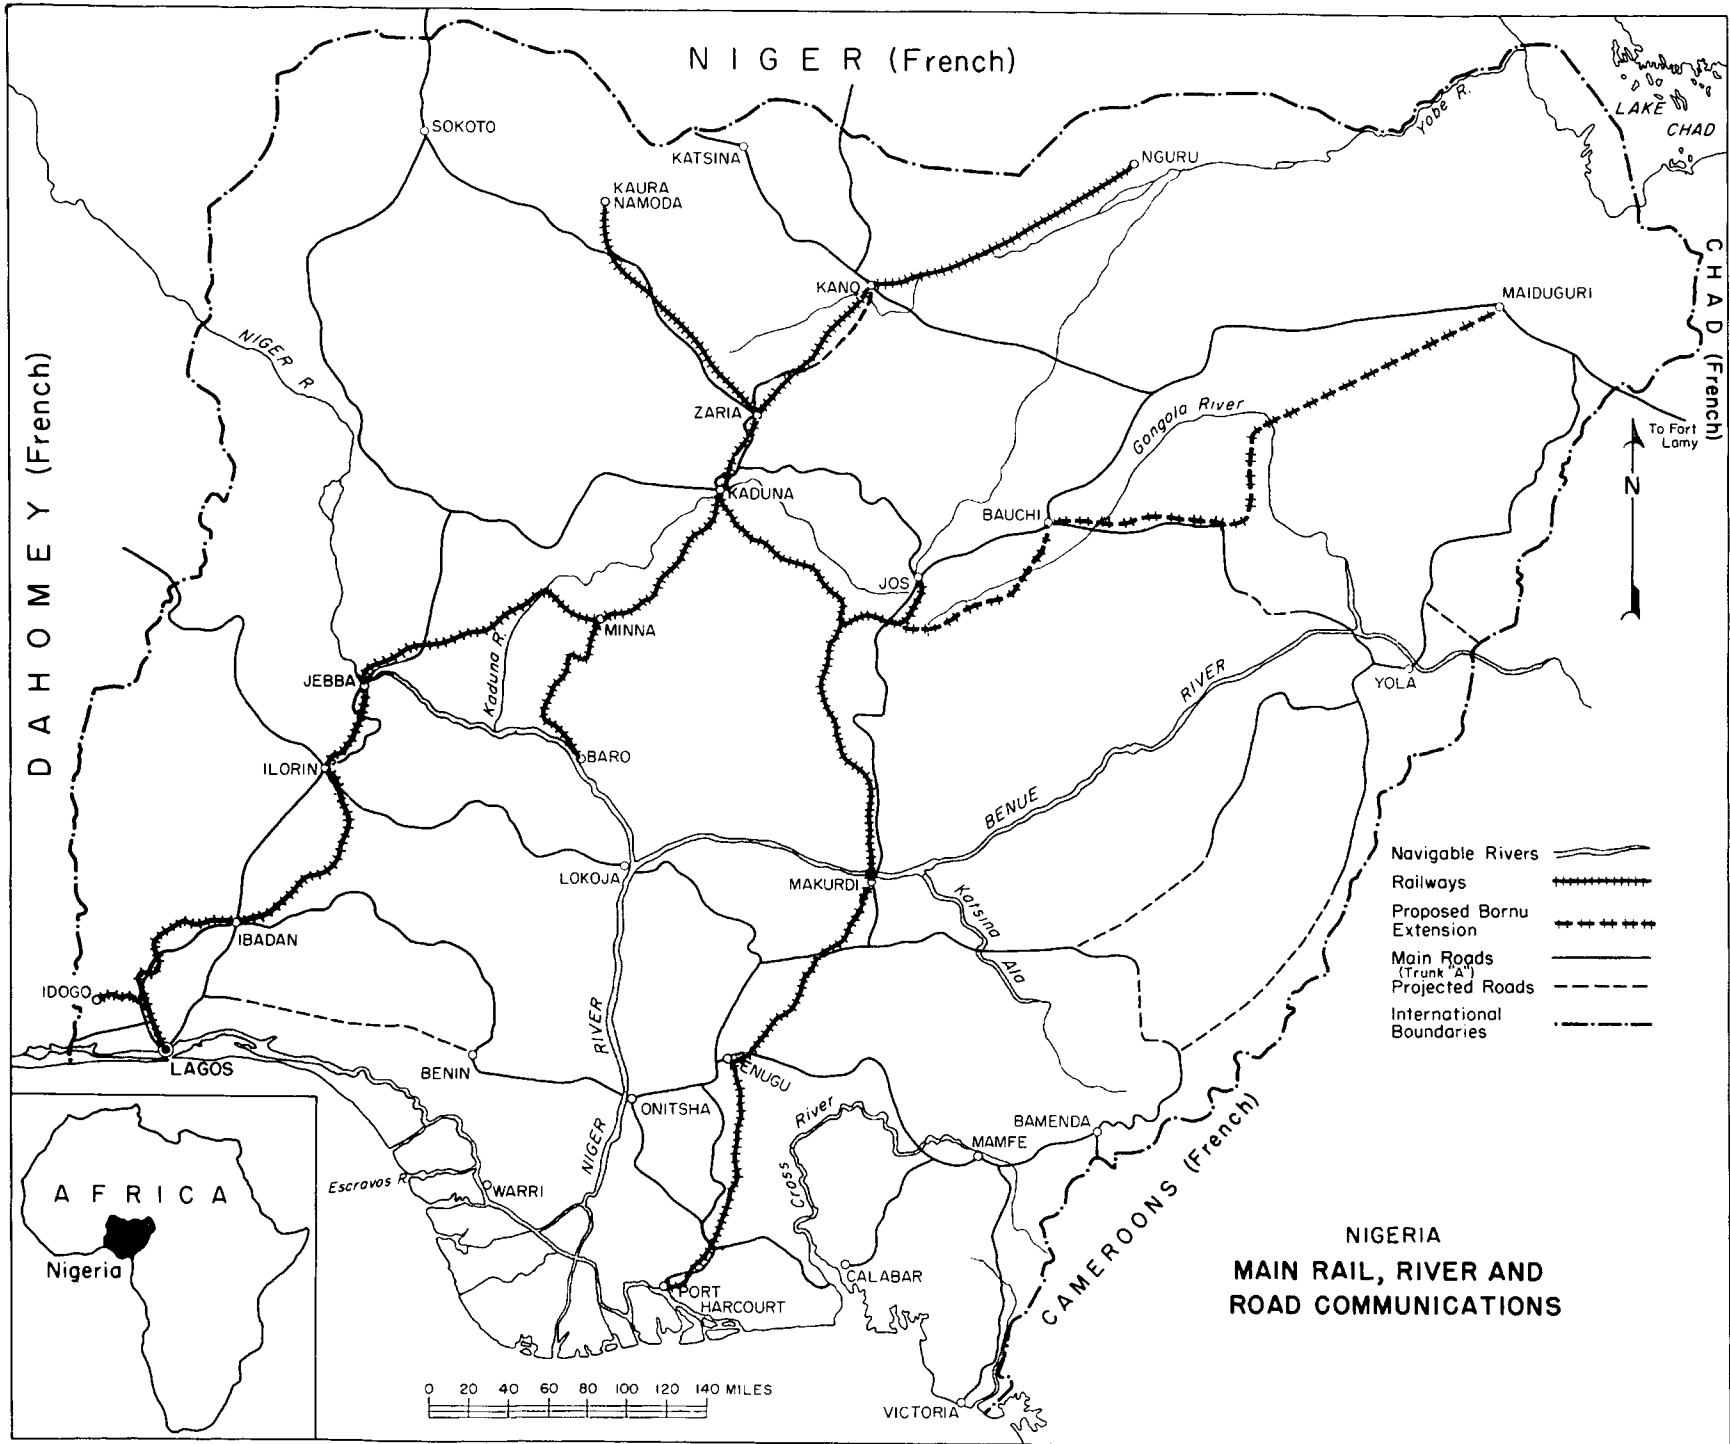 NIGER (French)
Yobe R.
LAKE
CHAD
SOKOTO
KATSINA
NGURU
KAURA
NAMODA
KANO
MAIDUGURI
CHAD (French)
NIGER R
DAHOMEY (French)
ZARIA
Gongola River
To Fort
Lamy
N
KADUNA
BAUCHI
JOS
MINNA
Kaduna R.
JEBBA
YOLA
RIVER
BENUE
BARO
ILORIN
LOKOJA
MAKURDI
Katsina
Ala
IBADAN
IDOGO
LAGOS
RIVER
NIGER
BENIN
ENUGU
ONITSHA
River
Cross
BAMENDA
MAMFE
Escravos R.
WARRI
CALABAR
PORT
HARCOURT
VICTORIA
CAMEROONS (French)
Navigable Rivers
Railways
Proposed Bornu
Extension
Main Roads
(Trunk "A")
Projected Roads
International
Boundaries
AFRICA
Nigeria
0 20 40 60 80 100 120 140 MILES
NIGERIA
MAIN RAIL, RIVER AND
ROAD COMMUNICATIONS